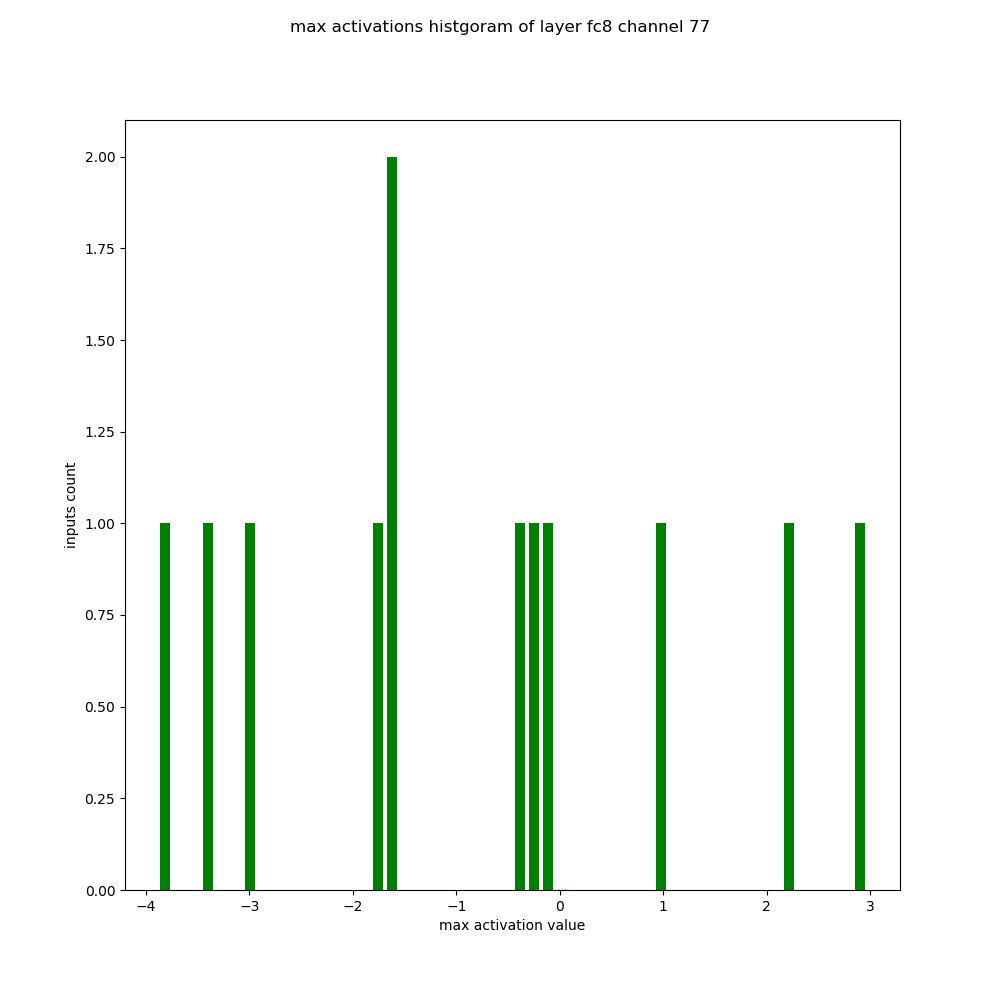 max activations histgoram of layer fc8 channel 77
2.00
1.75
1.50
1.25
1.00
0.75
0.50
0.25
0.00
inputs count
−4 −3 −2 −1 0 1 2 3
max activation value